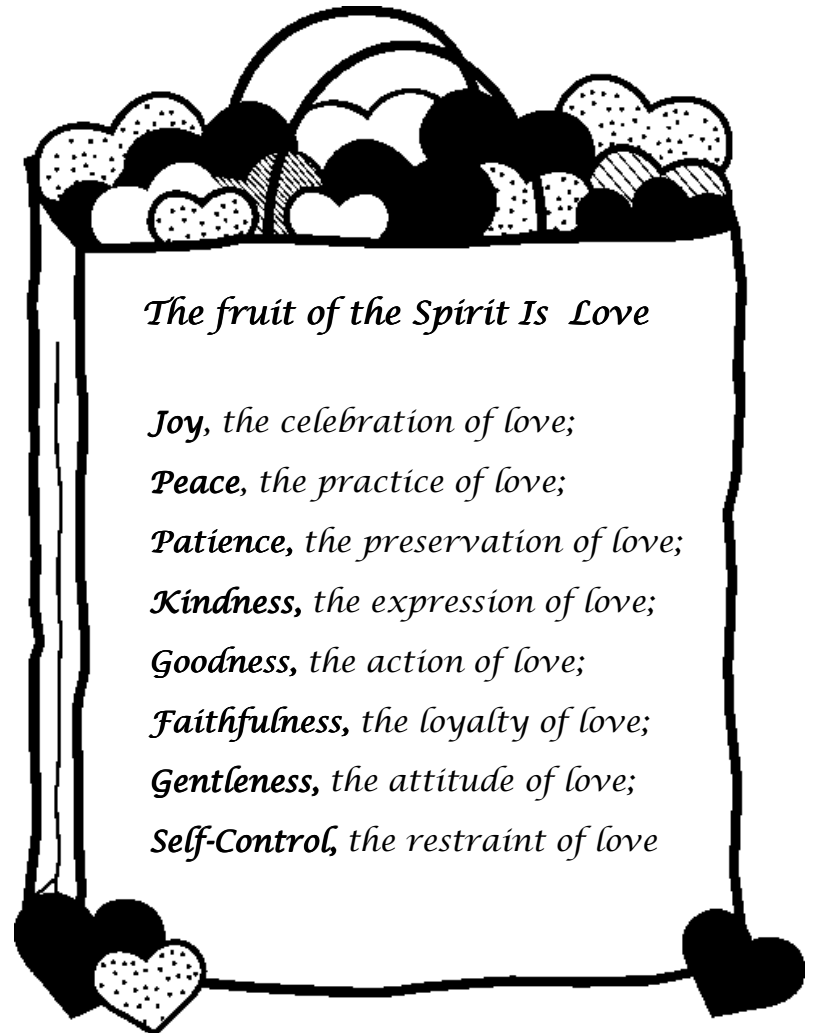 The fruit of the Spirit Is Love
Joy, the celebration of love;
Peace, the practice of love;
Patience, the preservation of love;
Kindness, the expression of love;
Goodness, the action of love;
Faithfulness, the loyalty of love;
Gentleness, the attitude of love;
Self-Control, the restraint of love